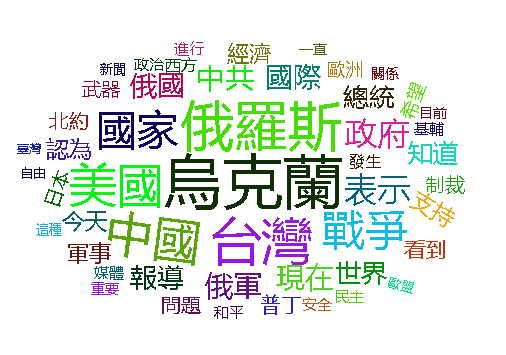 進行 經濟 一直
新聞 政治 西方 中共 國際 歐洲 關係
武器 俄國 總統 希望
北約 國家 俄羅斯 政府 目前 基輔
臺灣 認為 發生 知道
自由 日本 美國 烏克蘭 表示 制裁
這種 今天 中國 台灣 戰爭 支持
軍事 看到
媒體 報導 俄軍 現在 世界 歐盟
重要 問題 和平 普丁 安全 民主